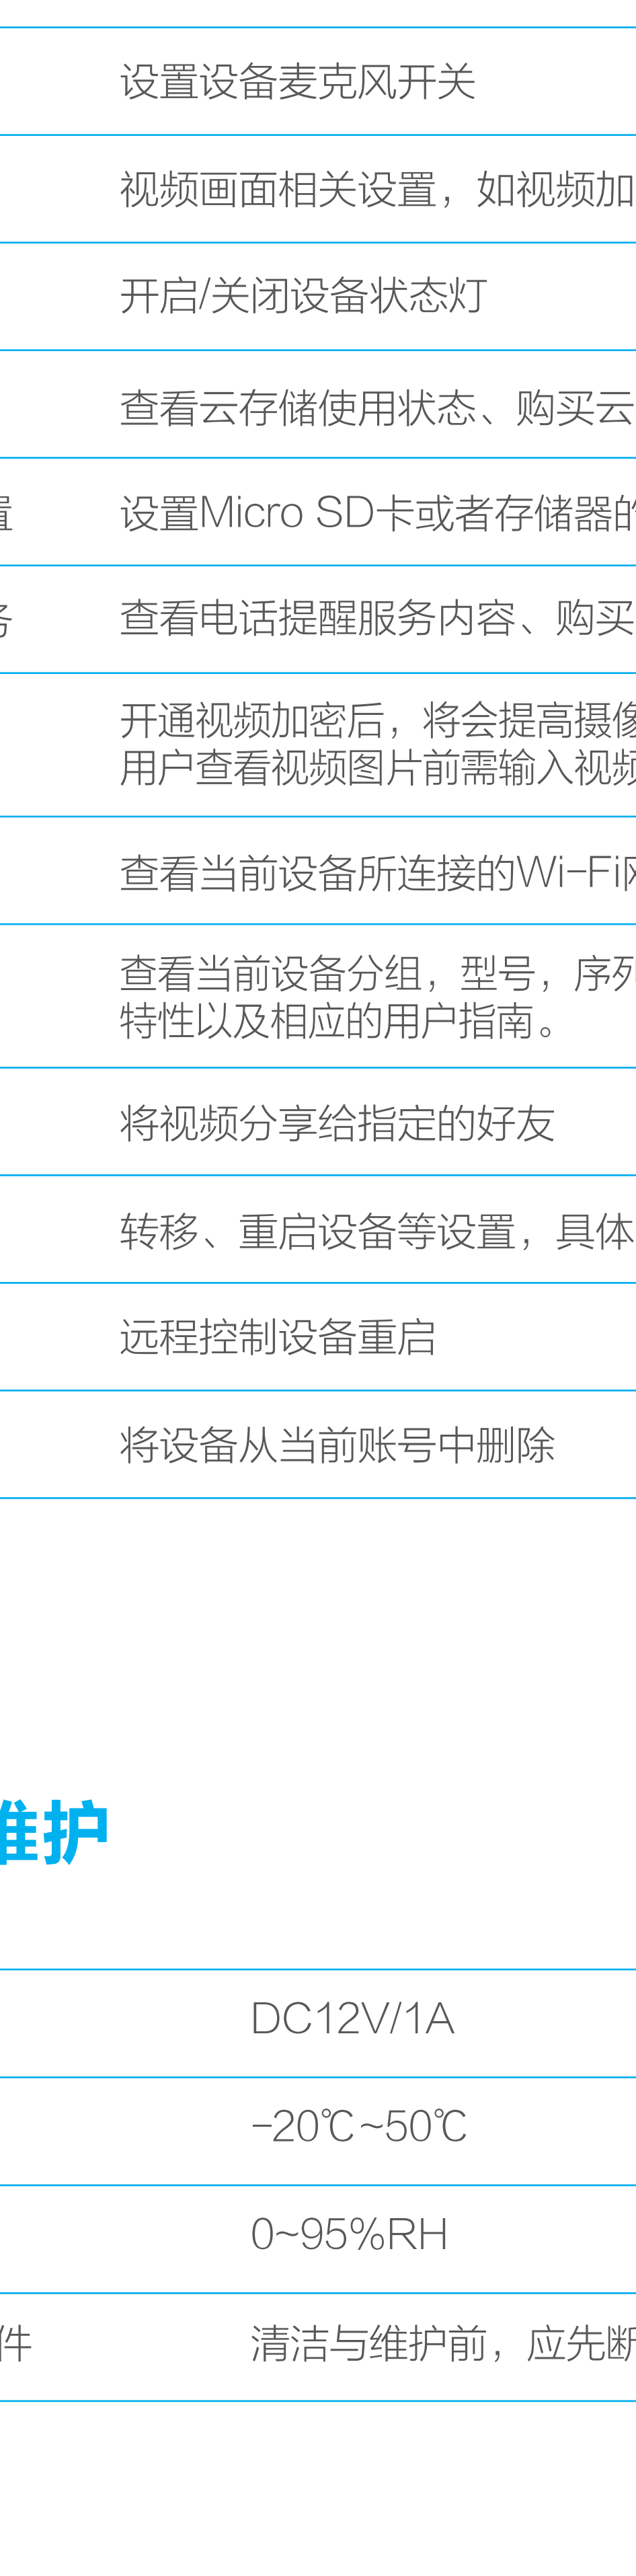 设置设备麦克风开关
视频画面相关设置，如视频加
开启/关闭设备状态灯
查看云存储使用状态、购买云
置 设置Micro SD卡或者存储器的
务 查看电话提醒服务内容、购买
开通视频加密后，将会提高摄像
用户查看视频图片前需输入视频
查看当前设备所连接的Wi-Fi网
查看当前设备分组，型号，序列
特性以及相应的用户指南。
将视频分享给指定的好友
转移、重启设备等设置，具体
远程控制设备重启
将设备从当前账号中删除
维护
DC12V/1A
-20℃~50℃
0~95%RH
件 清洁与维护前，应先断